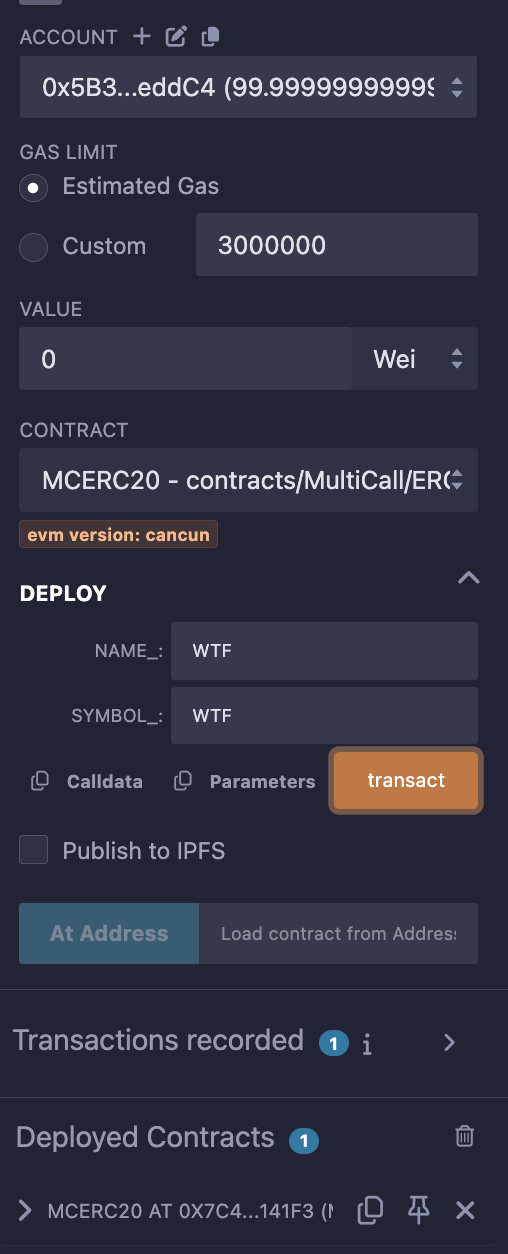 ACCOUNT
0x5B3...eddC4 (99.99999999999
GAS LIMIT
Estimated Gas
Custom 3000000
VALUE
0 Wei
CONTRACT
MCERC20 - contracts/MultiCall/ERC
evm version: cancun
DEPLOY
NAME_: WTF
SYMBOL_: WTF
Calldata Parameters transact
Publish to IPFS
At Address Load contract from Address
Transactions recorded 1 i
Deployed Contracts 1
MCERC20 AT 0X7C4...141F3 (M